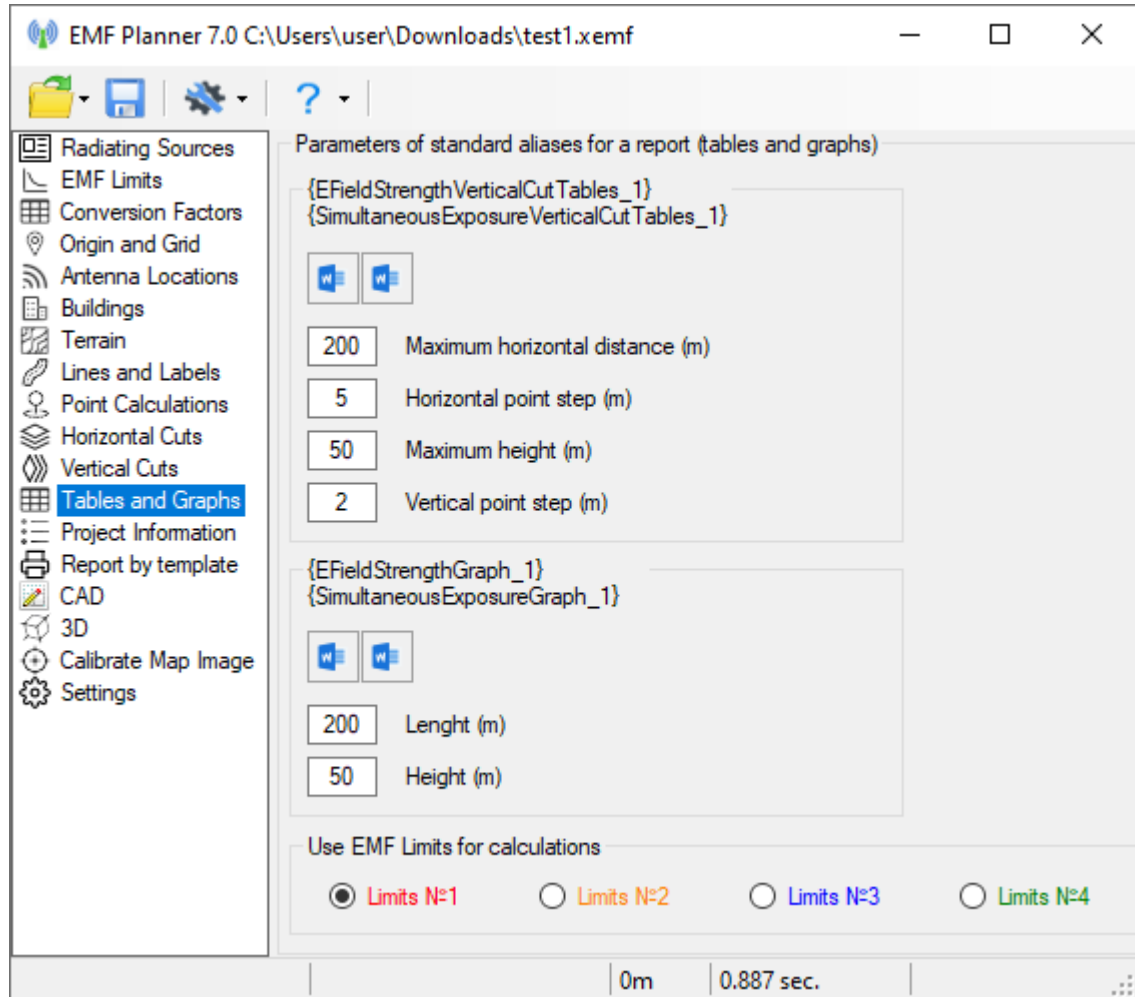 EMF Planner 7.0 C:\Users\user\Downloads\test1.xemf
Radiating Sources
EMF Limits
Conversion Factors
Origin and Grid
Antenna Locations
Buildings
Terrain
Lines and Labels
Point Calculations
Horizontal Cuts
Vertical Cuts
Tables and Graphs
Project Information
Report by template
CAD
3D
Calibrate Map Image
Settings
Parameters of standard aliases for a report (tables and graphs)
{EFieldStrengthVerticalCutTables_1}
{SimultaneousExposureVerticalCutTables_1}
200 Maximum horizontal distance (m)
5 Horizontal point step (m)
50 Maximum height (m)
2 Vertical point step (m)
{EFieldStrengthGraph_1}
{SimultaneousExposureGraph_1}
200 Lenght (m)
50 Height (m)
Use EMF Limits for calculations
Limits №1 Limits №2 Limits №3 Limits №4
0m 0.887 sec.